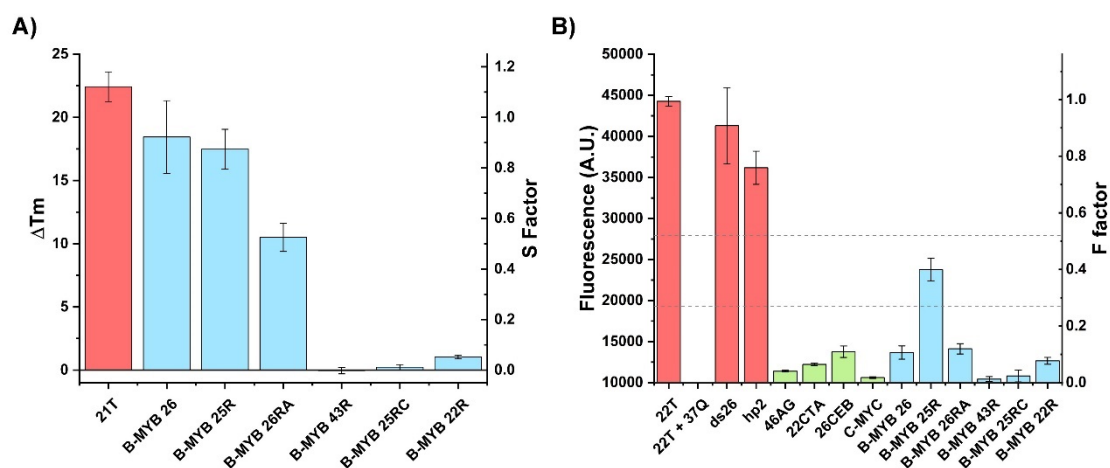 A)
25
20
15
10
5
0
ΔTm
1.2
1.0
0.8
0.6
0.4
0.2
0.0
S Factor
21T
B-MYB 26
B-MYB 25R
B-MYB 26RA
B-MYB 43R
B-MYB 25RC
B-MYB 22R
B)
50000
45000
40000
35000
30000
25000
20000
15000
10000
Fluorescence (A.U.)
1.0
0.8
0.6
0.4
0.2
0.0
F factor
22T
22T + 37Q
ds26
hp2
46AG
22CTA
26CEB
C-MYC
B-MYB 26
B-MYB 25R
B-MYB 26RA
B-MYB 43R
B-MYB 25RC
B-MYB 22R